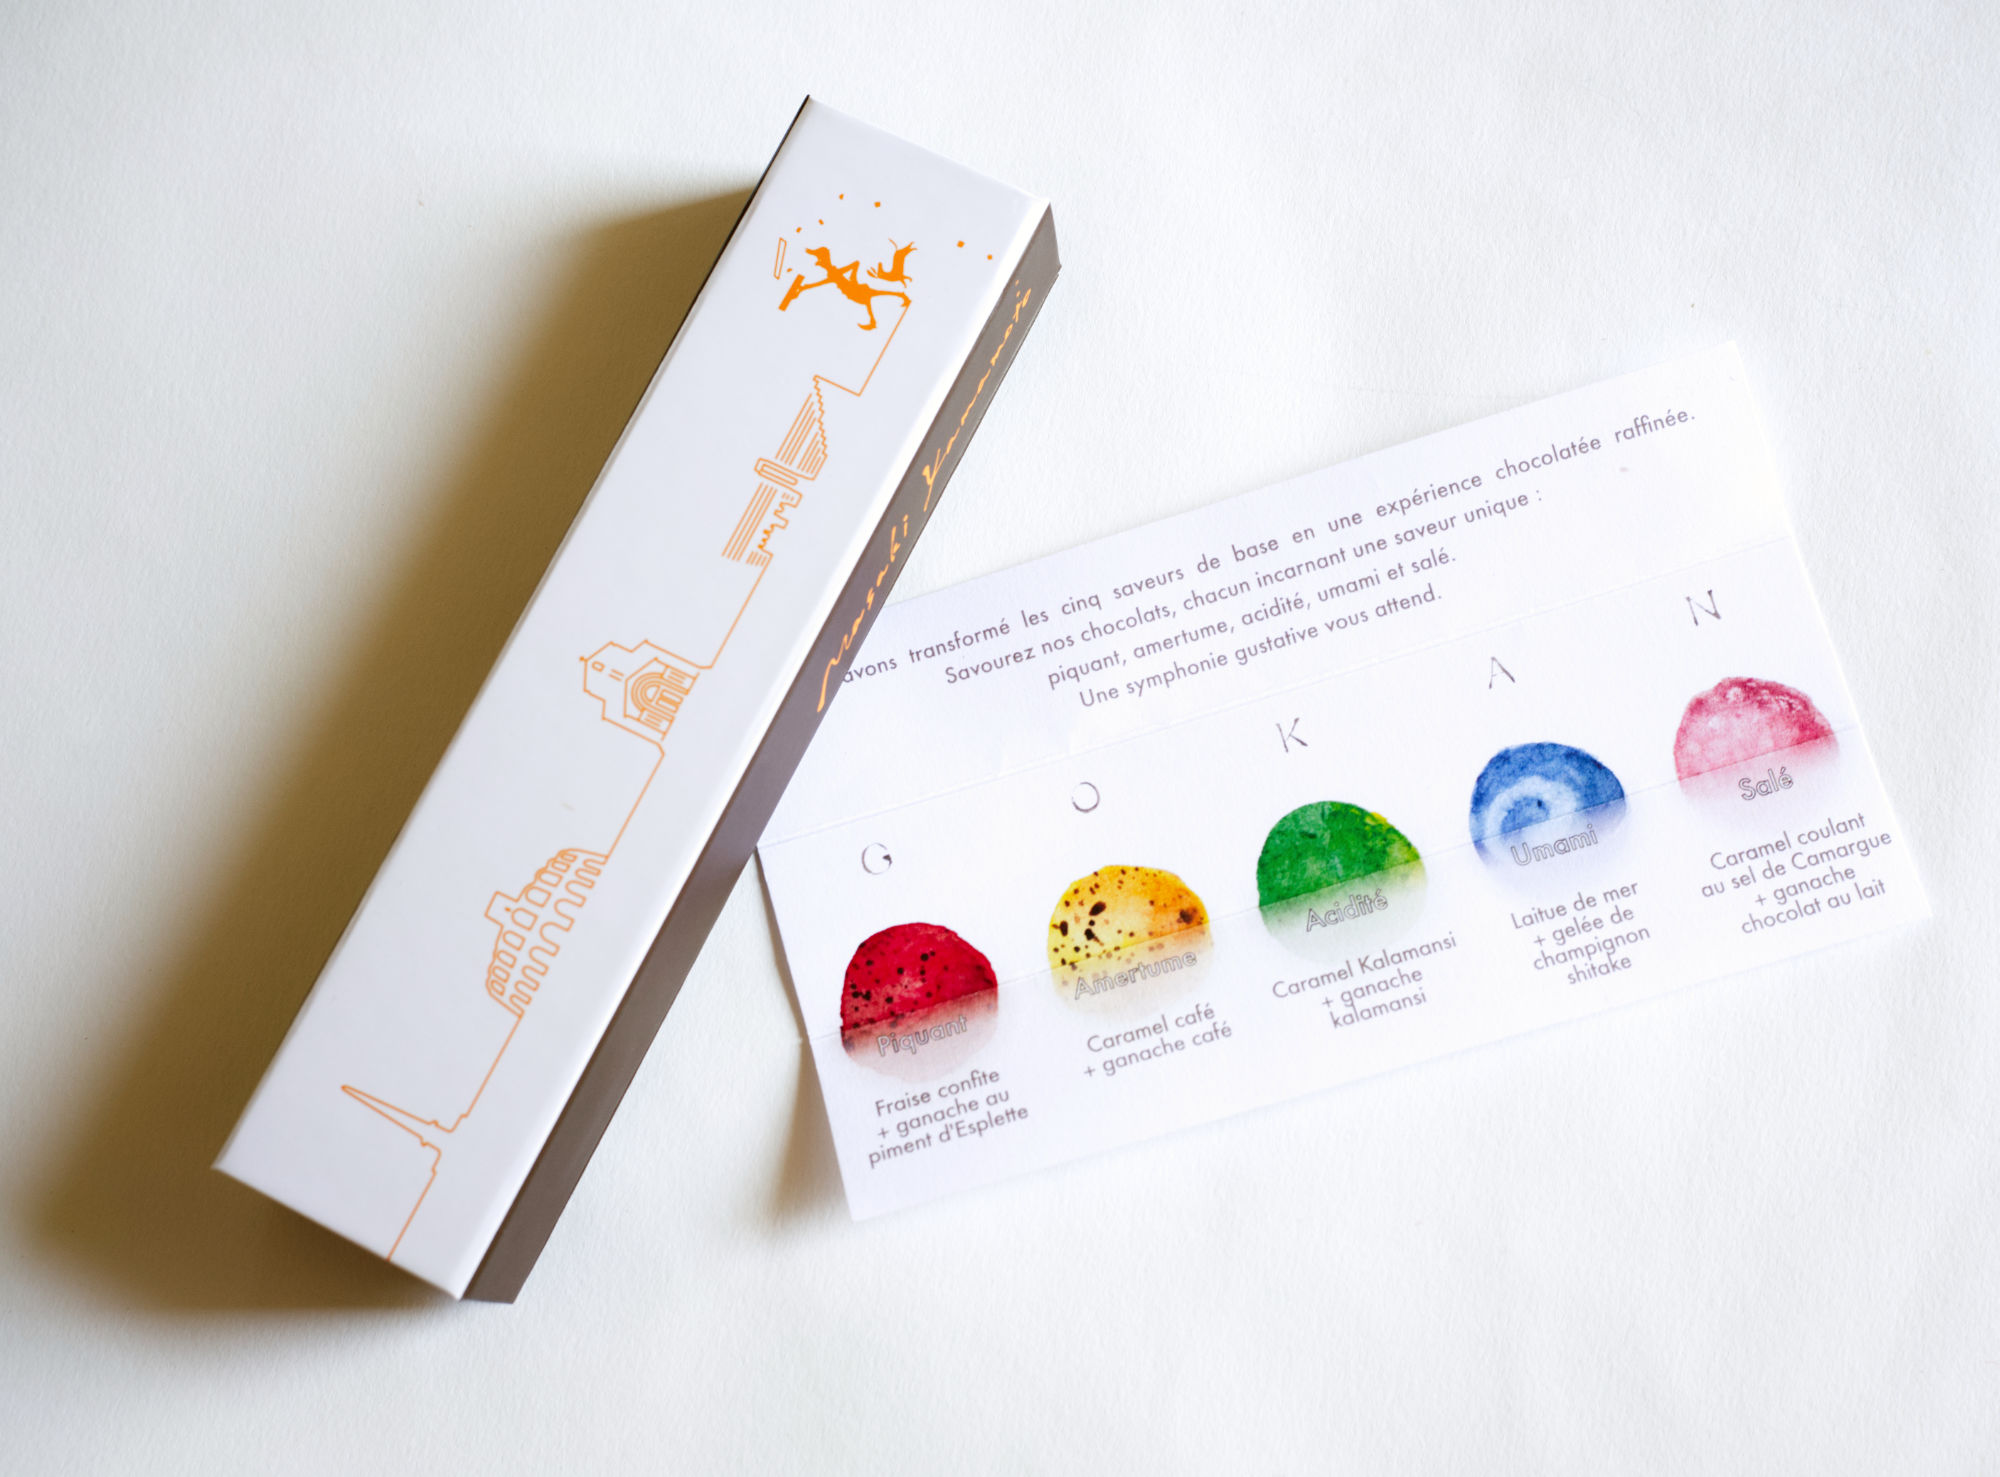 Masaki Yamamoto
avons transformé les cinq saveurs de base en une expérience chocolatée raffinée.
Savourez nos chocolats, chacun incarnant une saveur unique :
piquant, amertume, acidité, umami et salé.
Une symphonie gustative vous attend.
G O K A N
Piquant
Fraise confite
+ ganache au
piment d'Esplette
Amertume
Caramel café
+ ganache café
Acidité
Caramel Kalamansi
+ ganache
kalamansi
Umami
Laitue de mer
+ gelée de
champignon
shitake
Salé
Caramel coulant
au sel de Camargue
+ ganache
chocolat au lait